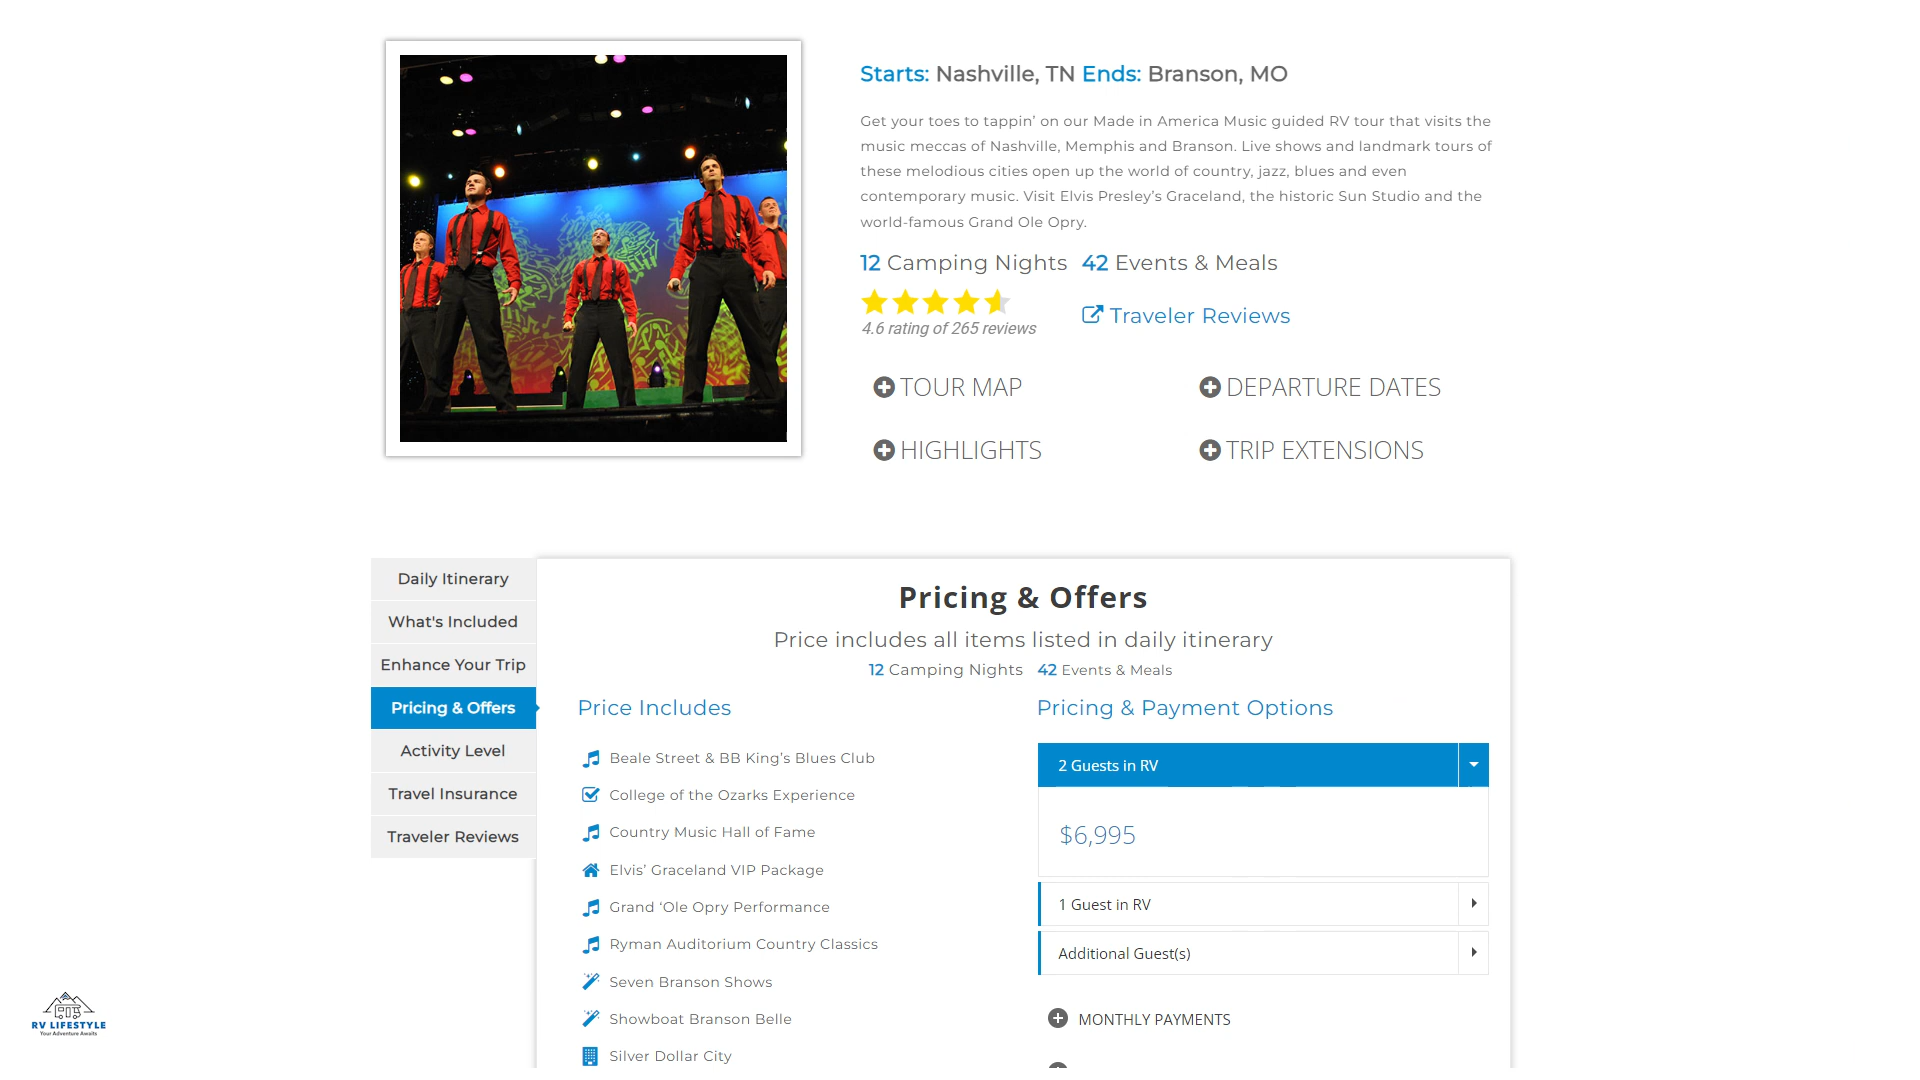 Starts: Nashville, TN Ends: Branson, MO
Get your toes to tappin’ on our Made in America Music guided RV tour that visits the
music meccas of Nashville, Memphis and Branson. Live shows and landmark tours of
these melodious cities open up the world of country, jazz, blues and even
contemporary music. Visit Elvis Presley’s Graceland, the historic Sun Studio and the
world-famous Grand Ole Opry.
12 Camping Nights 42 Events & Meals
4.6 rating of 265 reviews
Traveler Reviews
TOUR MAP
DEPARTURE DATES
HIGHLIGHTS
TRIP EXTENSIONS
Daily Itinerary
What's Included
Enhance Your Trip
Pricing & Offers
Activity Level
Travel Insurance
Traveler Reviews
Pricing & Offers
Price includes all items listed in daily itinerary
12 Camping Nights 42 Events & Meals
Price Includes
Beale Street & BB King’s Blues Club
College of the Ozarks Experience
Country Music Hall of Fame
Elvis’ Graceland VIP Package
Grand ‘Ole Opry Performance
Ryman Auditorium Country Classics
Seven Branson Shows
Showboat Branson Belle
Silver Dollar City
Pricing & Payment Options
2 Guests in RV
$6,995
1 Guest in RV
Additional Guest(s)
MONTHLY PAYMENTS
RV LIFESTYLE
Your Adventure Awaits